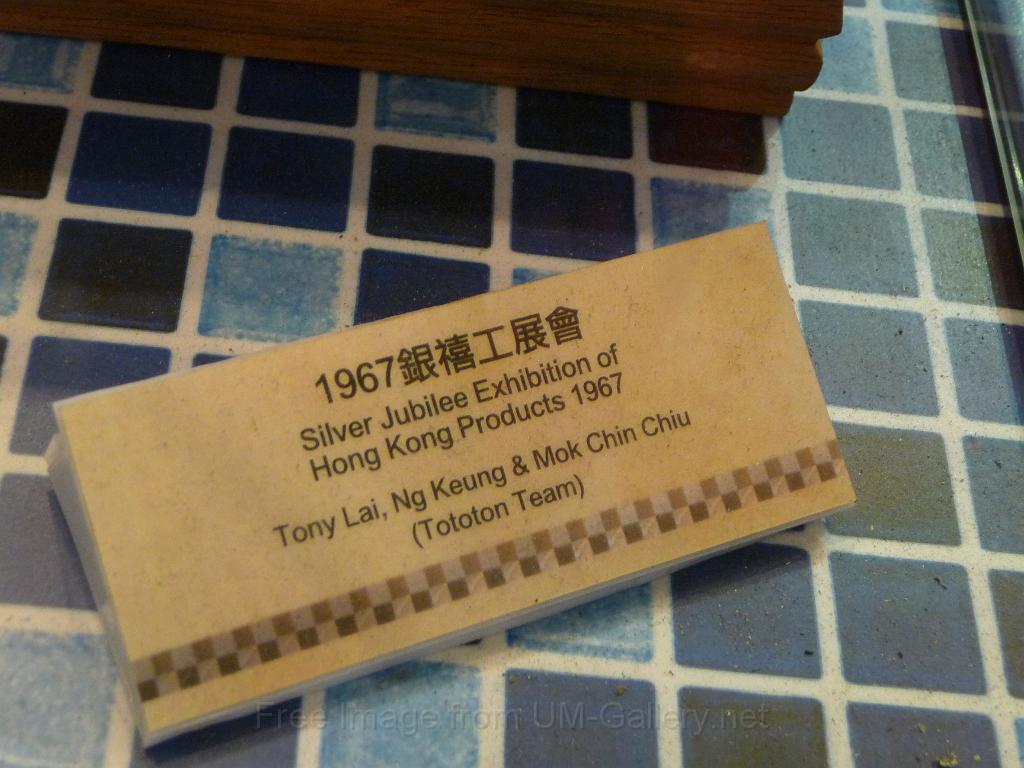 1967銀禧工展會
Silver Jubilee Exhibition of
Hong Kong Products 1967
Tony Lai, Ng Keung & Mok Chin Chiu
(Tototon Team)
Free Image from UM-Gallery.net